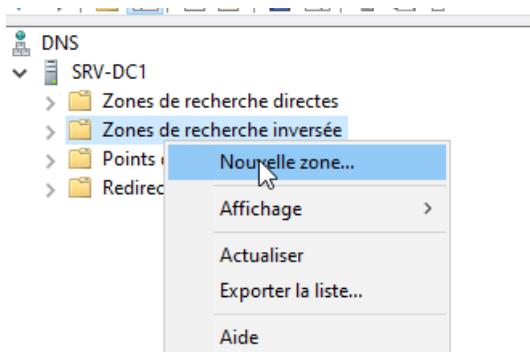 DNS
SRV-DC1
Zones de recherche directes
Zones de recherche inversée
Points
Nouvelle zone...
Redirec
Affichage
Actualiser
Exporter la liste...
Aide